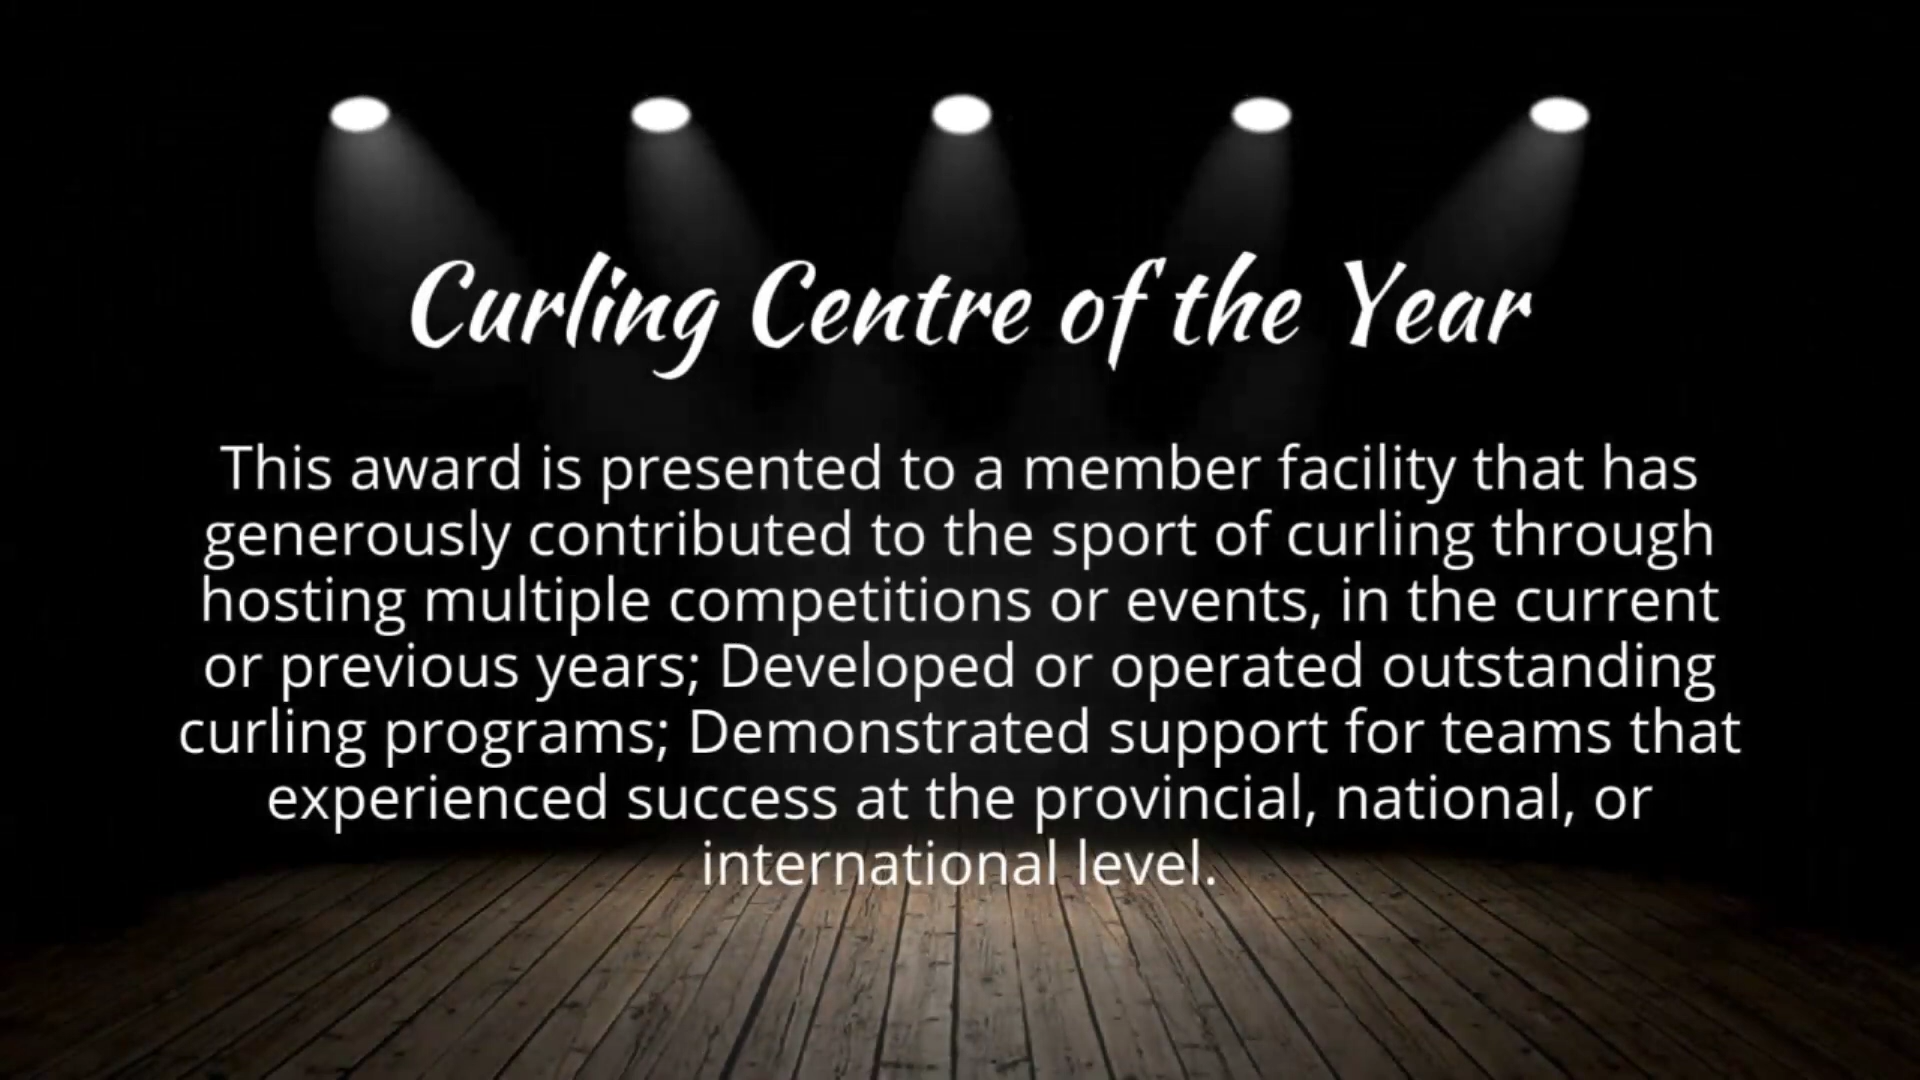 Curling Centre of the Year
This award is presented to a member facility that has
generously contributed to the sport of curling through
hosting multiple competitions or events, in the current
or previous years; Developed or operated outstanding
curling programs; Demonstrated support for teams that
experienced success at the provincial, national, or
international level.